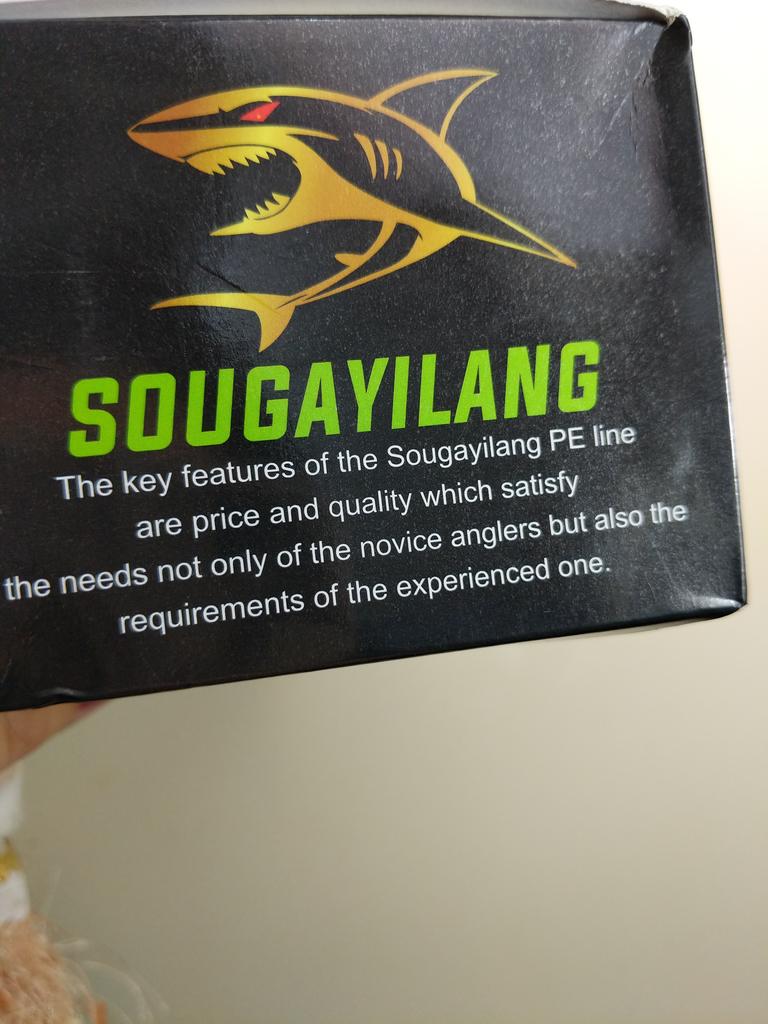 SOUGAYILANG
The key features of the Sougayilang PE line
are price and quality which satisfy
the needs not only of the novice anglers but also the
requirements of the experienced one.